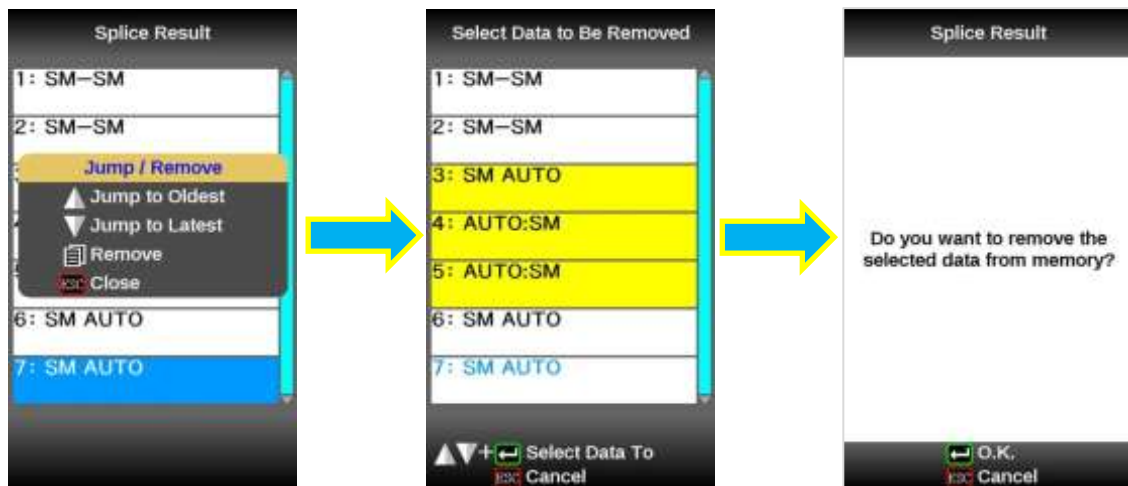 Splice Result
1: SM-SM
2: SM-SM
Jump / Remove
Jump to Oldest
Jump to Latest
Remove
ESC Close
6: SM AUTO
7: SM AUTO
Select Data to Be Removed
1: SM-SM
2: SM-SM
3: SM AUTO
4: AUTO:SM
5: AUTO:SM
6: SM AUTO
7: SM AUTO
+ Select Data To
ESC Cancel
Splice Result
Do you want to remove the
selected data from memory?
O.K.
ESC Cancel